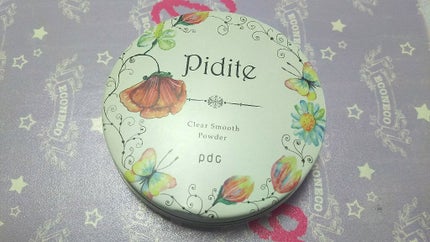 Pidite
Clear Smooth
Powder
pdc